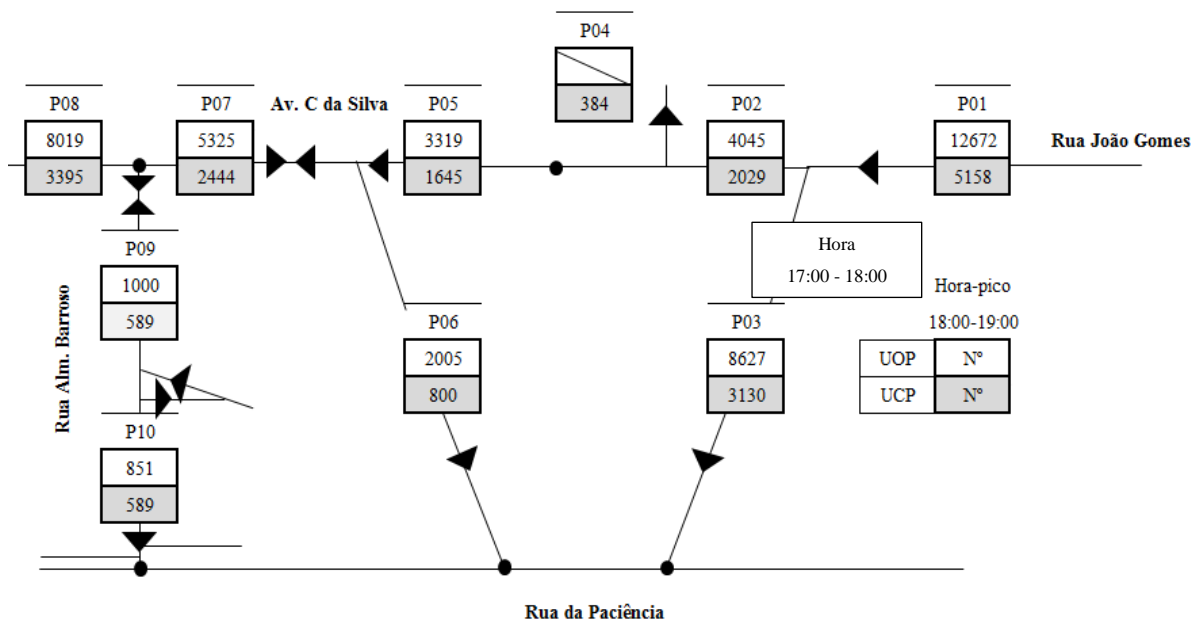 P04
384
P08
8019
3395
P07
5325
2444
Av. C da Silva
P05
3319
1645
P02
4045
2029
P01
12672
5158
Rua João Gomes
Hora
17:00 - 18:00
Hora-pico
18:00-19:00
UOP Nº
UCP Nº
P09
1000
589
Rua Alm. Barroso
P10
851
589
P06
2005
800
P03
8627
3130
Rua da Paciência